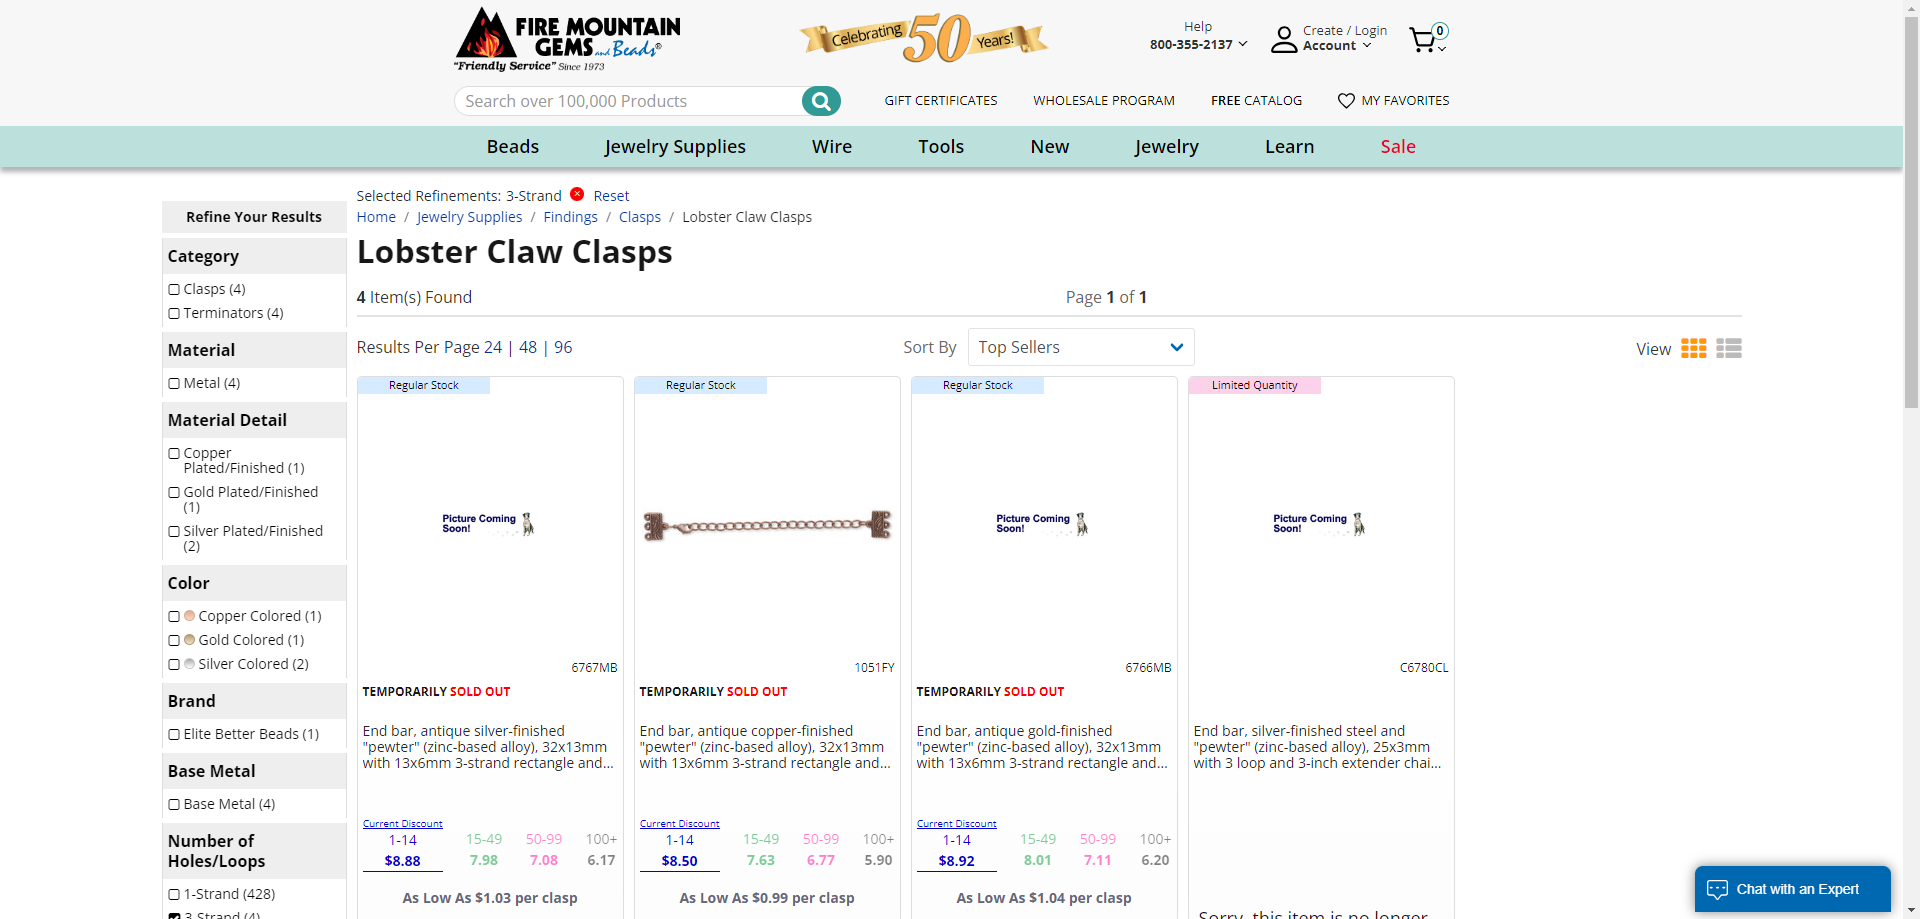 FIRE MOUNTAIN
GEMS and Beads®
"Friendly Service" Since 1973
Celebrating 50 Years!
Help
800-355-2137
Create / Login
Account
0
Search over 100,000 Products
GIFT CERTIFICATES
WHOLESALE PROGRAM
FREE CATALOG
MY FAVORITES
Beads
Jewelry Supplies
Wire
Tools
New
Jewelry
Learn
Sale
Selected Refinements: 3-Strand Reset
Home / Jewelry Supplies / Findings / Clasps / Lobster Claw Clasps
Lobster Claw Clasps
4 Item(s) Found
Page 1 of 1
Results Per Page 24 | 48 | 96
Sort By Top Sellers
View
Refine Your Results
Category
Clasps (4)
Terminators (4)
Material
Metal (4)
Material Detail
Copper
Plated/Finished (1)
Gold Plated/Finished
(1)
Silver Plated/Finished
(2)
Color
Copper Colored (1)
Gold Colored (1)
Silver Colored (2)
Brand
Elite Better Beads (1)
Base Metal
Base Metal (4)
Number of
Holes/Loops
1-Strand (428)
3-Strand (4)
Regular Stock
Picture Coming
Soon!
6767MB
TEMPORARILY SOLD OUT
End bar, antique silver-finished
"pewter" (zinc-based alloy), 32x13mm
with 13x6mm 3-strand rectangle and...
Current Discount
1-14 15-49 50-99 100+
$8.88 7.98 7.08 6.17
As Low As $1.03 per clasp
Regular Stock
1051FY
TEMPORARILY SOLD OUT
End bar, antique copper-finished
"pewter" (zinc-based alloy), 32x13mm
with 13x6mm 3-strand rectangle and...
Current Discount
1-14 15-49 50-99 100+
$8.50 7.63 6.77 5.90
As Low As $0.99 per clasp
Regular Stock
Picture Coming
Soon!
6766MB
TEMPORARILY SOLD OUT
End bar, antique gold-finished
"pewter" (zinc-based alloy), 32x13mm
with 13x6mm 3-strand rectangle and...
Current Discount
1-14 15-49 50-99 100+
$8.92 8.01 7.11 6.20
As Low As $1.04 per clasp
Limited Quantity
Picture Coming
Soon!
C6780CL
End bar, silver-finished steel and
"pewter" (zinc-based alloy), 25x3mm
with 3 loop and 3-inch extender chai...
Sorry, this item is no longer
Chat with an Expert